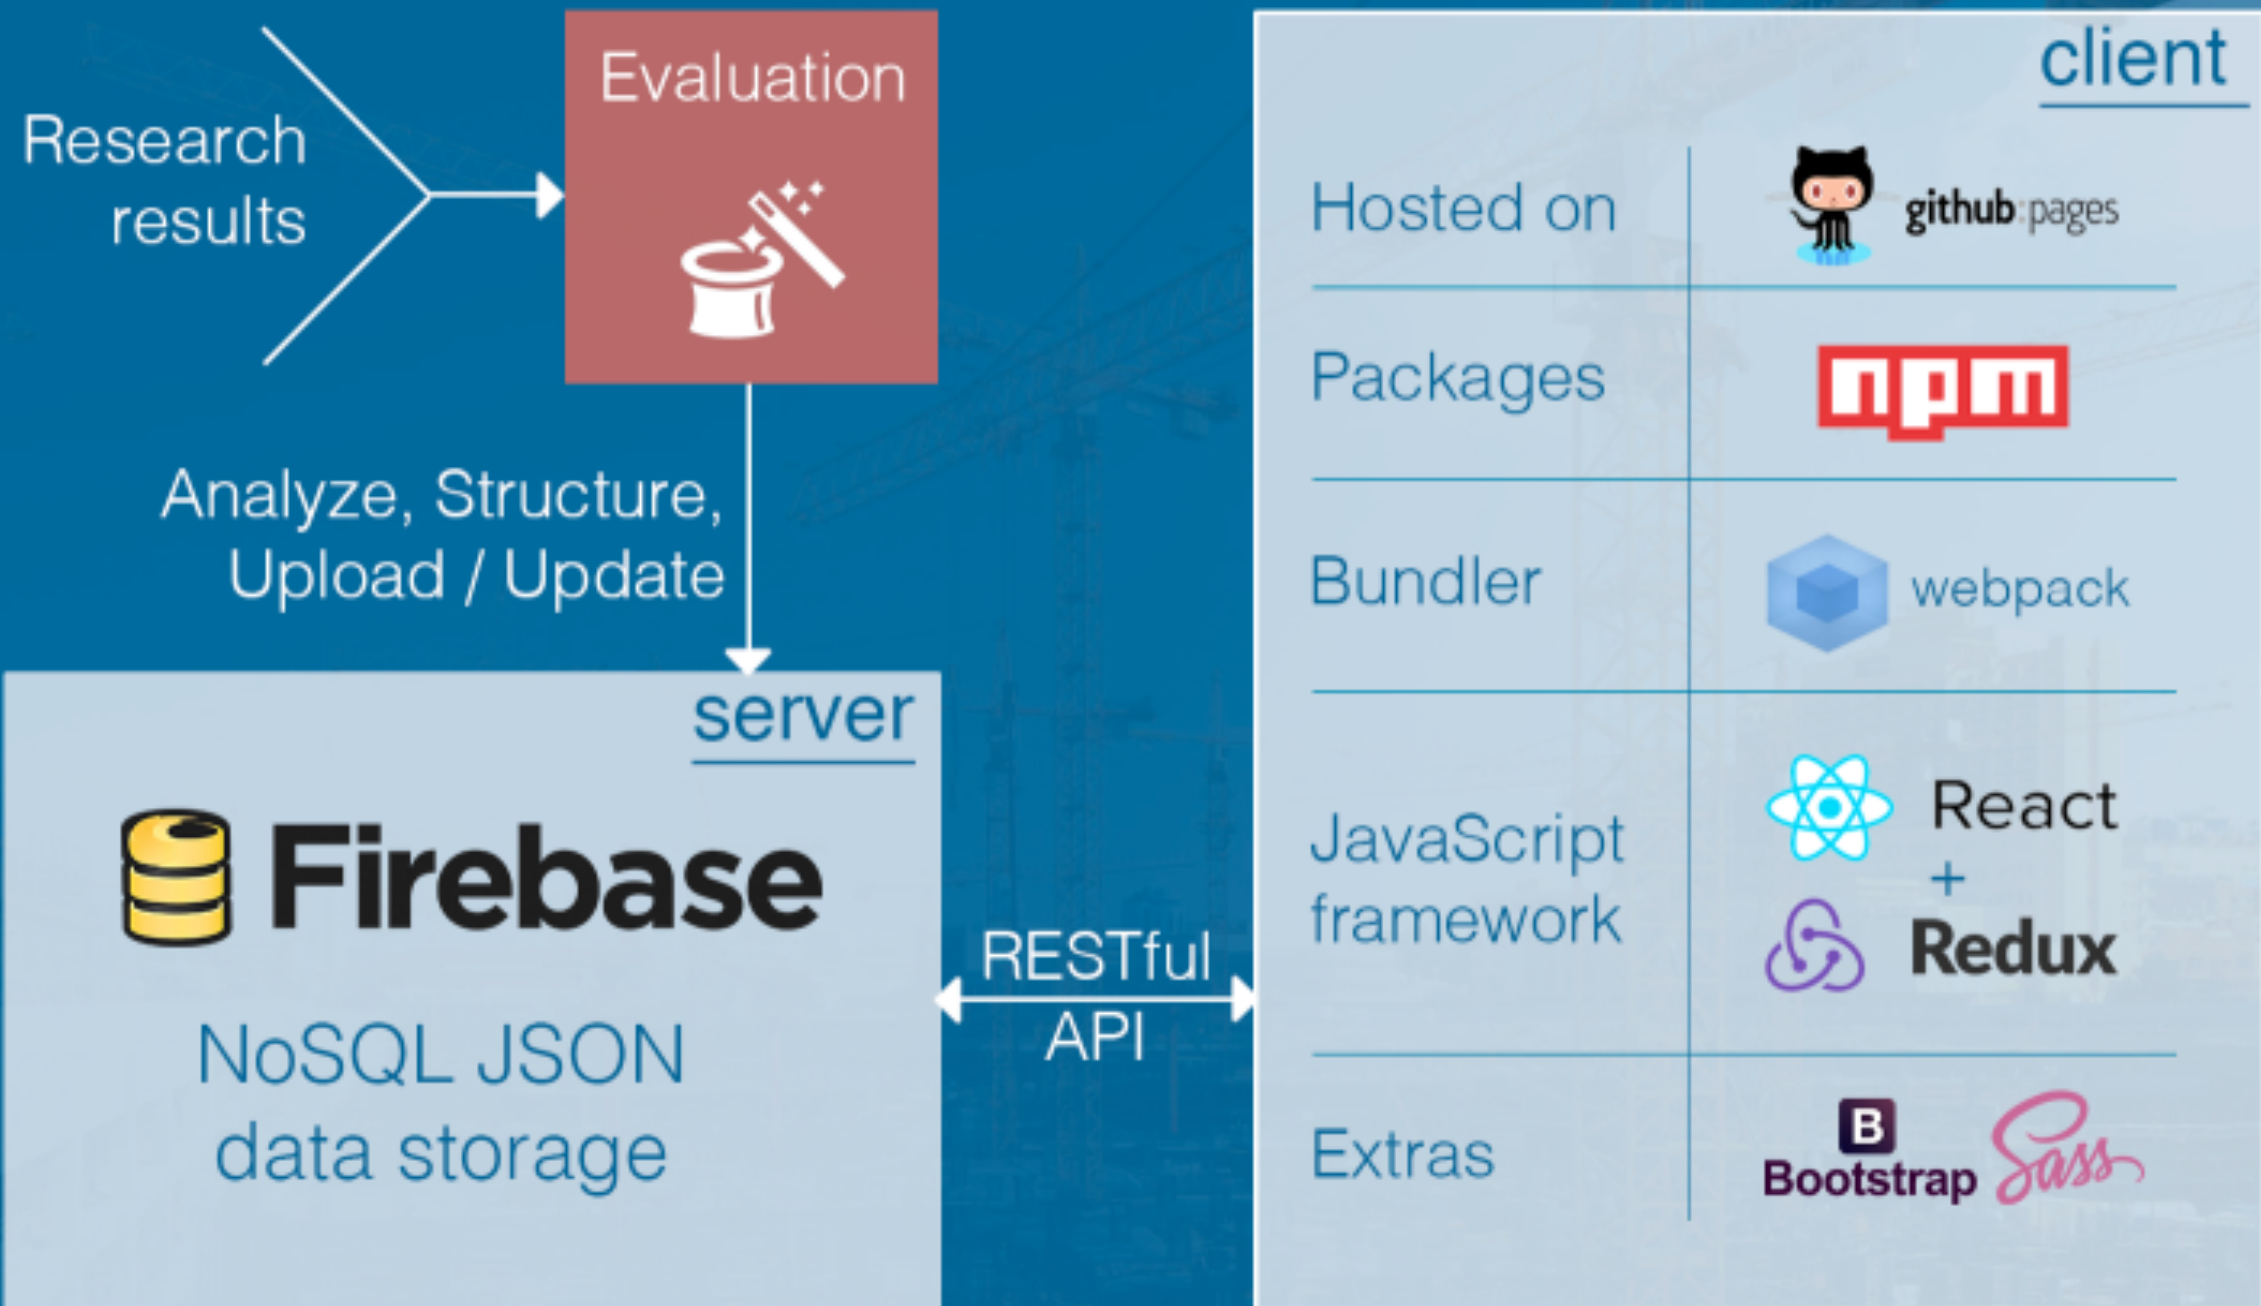 Research
results
Evaluation
Analyze, Structure,
Upload / Update
server
Firebase
NoSQL JSON
data storage
RESTful
API
client
Hosted on
github:pages
Packages
npm
Bundler
webpack
JavaScript
framework
React
+
Redux
Extras
B
Bootstrap
Sass